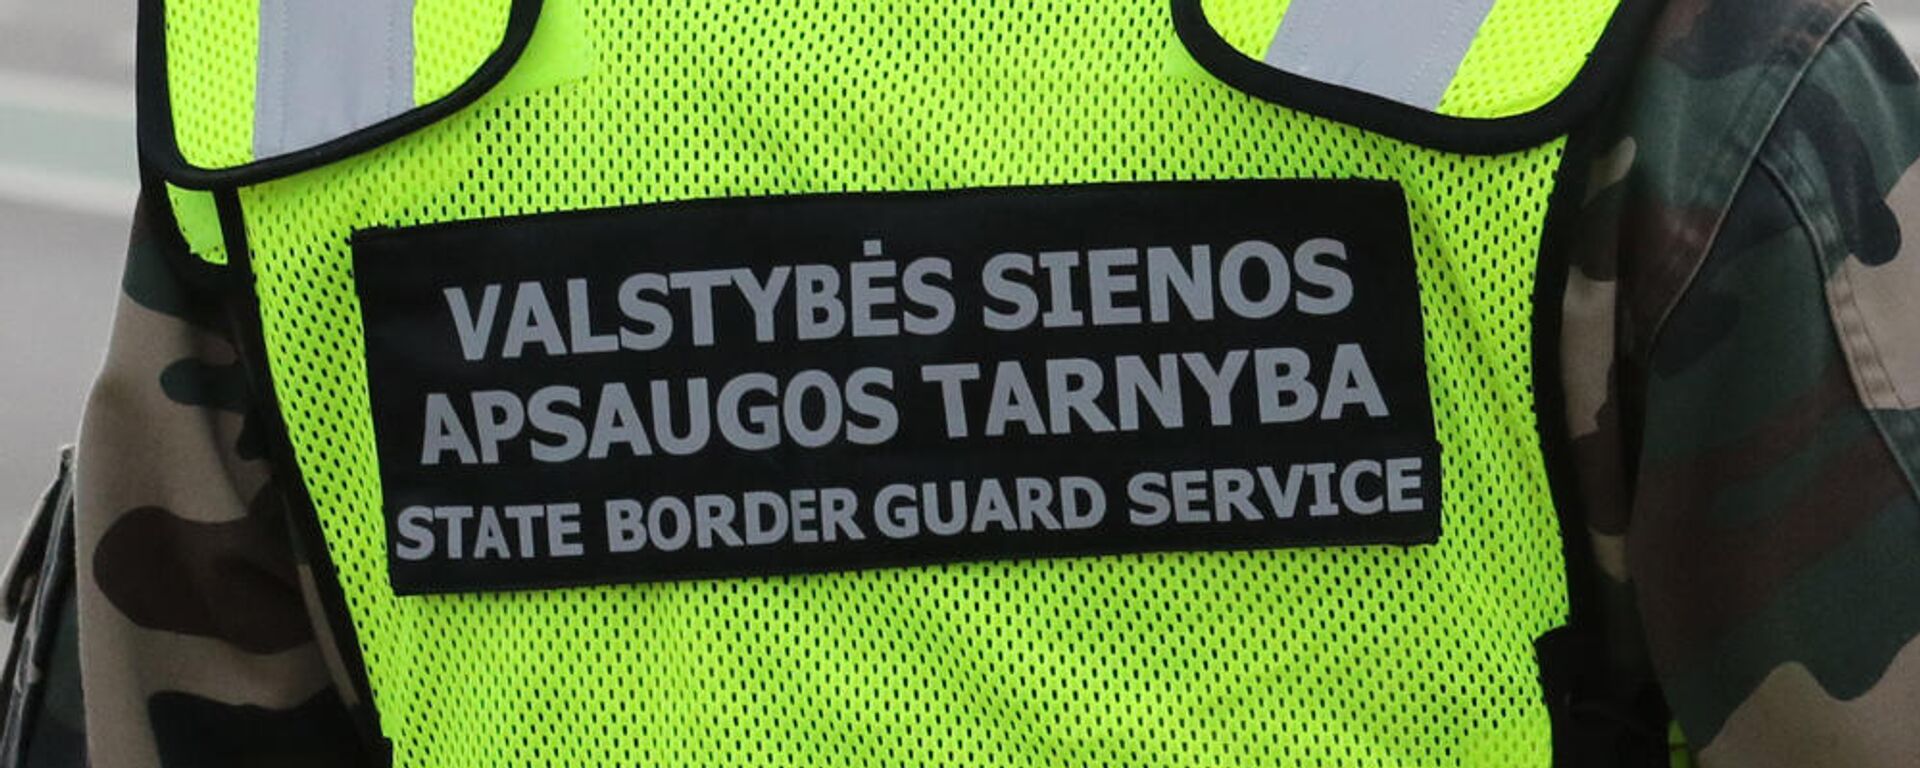 VALSTYBĖS SIENOS
APSAUGOS TARNYBA
STATE BORDER GUARD SERVICE